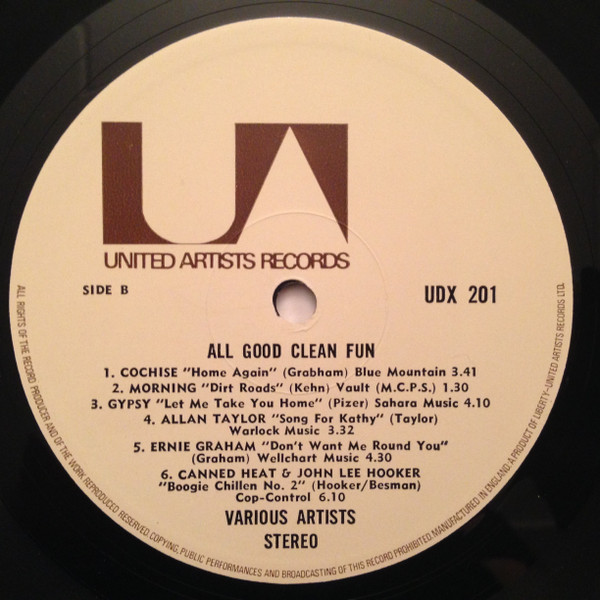 UA
UNITED ARTISTS RECORDS
SIDE B
UDX 201
ALL GOOD CLEAN FUN
1. COCHISE "Home Again" (Grabham) Blue Mountain 3.41
2. MORNING "Dirt Roads" (Kehn) Vault (M.C.P.S.) 1.30
3. GYPSY "Let Me Take You Home" (Pizer) Sahara Music 4.10
4. ALLAN TAYLOR "Song For Kathy" (Taylor)
Warlock Music 3.32
5. ERNIE GRAHAM "Don't Want Me Round You"
(Graham) Wellchart Music 4.30
6. CANNED HEAT & JOHN LEE HOOKER
"Boogie Chillen No. 2" (Hooker/Besman)
Cop-Control 6.10
VARIOUS ARTISTS
STEREO
ALL RIGHTS OF THE RECORD PRODUCER AND OF THE WORK REPRODUCED RESERVED. COPYING, PUBLIC PERFORMANCES AND BROADCASTING OF THIS RECORD PROHIBITED. MANUFACTURED IN ENGLAND. A PRODUCT OF LIBERTY-UNITED ARTISTS RECORDS LTD.